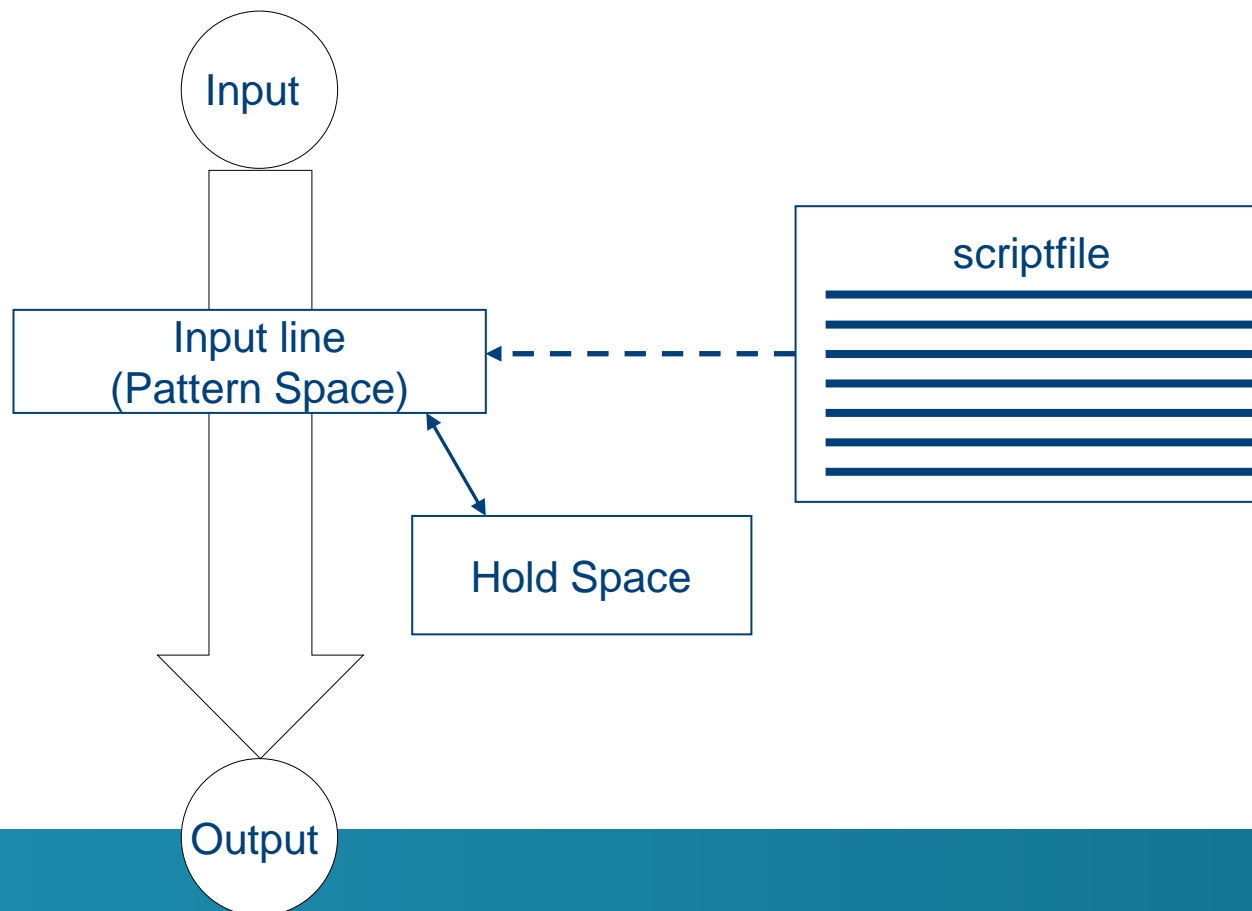 Input
scriptfile
Input line
(Pattern Space)
Hold Space
Output